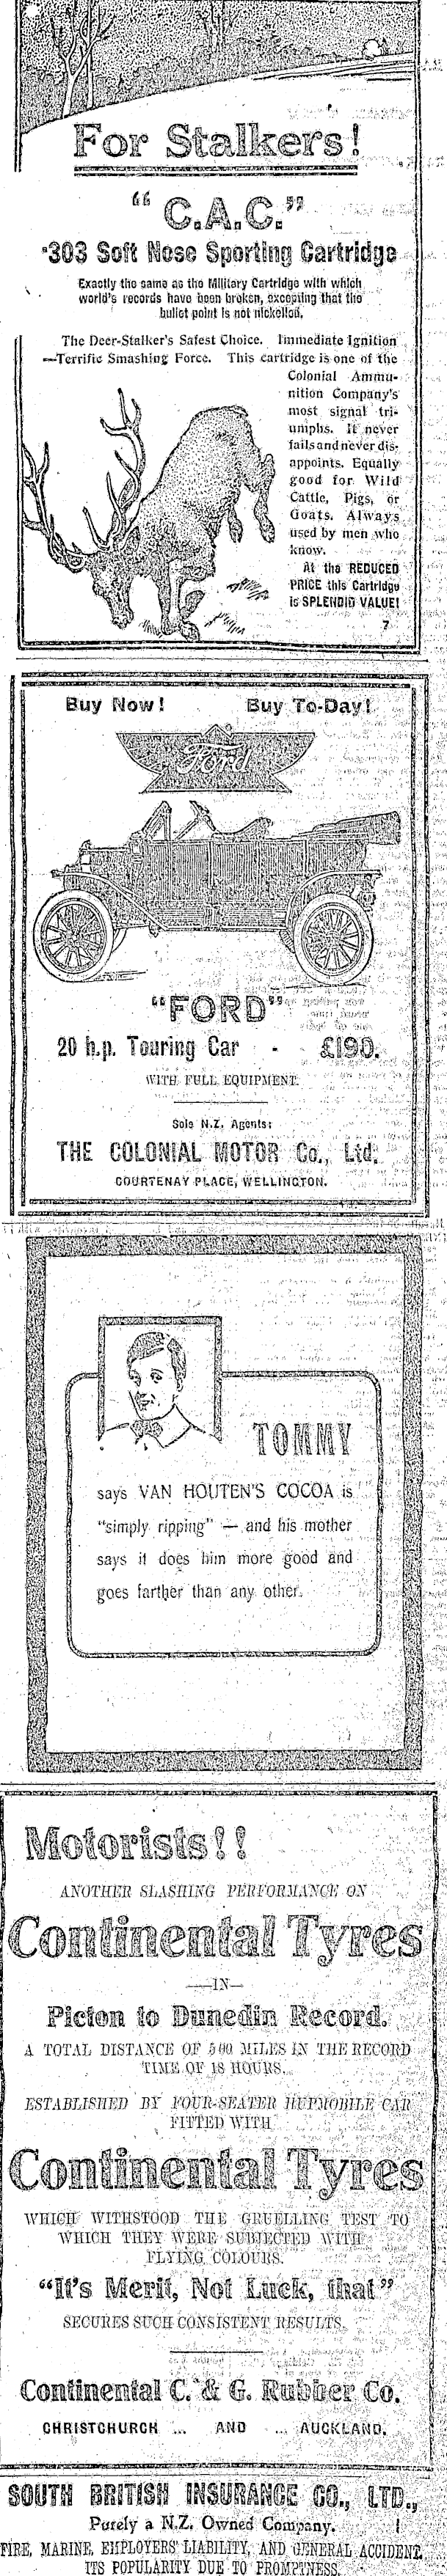 For Stalkers!
"C.A.C."
·303 Soft Nose Sporting Cartridge
Exactly the same as the Military Cartridge with which
world's records have been broken, excepting that the
bullet point is not nickelled.
The Deer-Stalker's Safest Choice. Immediate Ignition
—Terrific Smashing Force. This cartridge is one of the
Colonial Ammu-
nition Company's
most signal tri-
umphs. It never
fails and never dis-
appoints. Equally
good for Wild
Cattle, Pigs, or
Goats. Always
used by men who
know.
At the REDUCED
PRICE this Cartridge
is SPLENDID VALUE!
7
Buy Now! Buy To-Day!
Ford
"FORD"
20 h.p. Touring Car - £190.
WITH FULL EQUIPMENT.
Sole N.Z. Agents:
THE COLONIAL MOTOR Co., Ltd.
COURTENAY PLACE, WELLINGTON.
TOMMY
says VAN HOUTEN'S COCOA is
"simply ripping" — and his mother
says it does him more good and
goes farther than any other.
Motorists!!
ANOTHER SLASHING PERFORMANCE ON
Continental Tyres
—IN—
Picton to Dunedin Record.
A TOTAL DISTANCE OF 500 MILES IN THE RECORD
TIME OF 18 HOURS.
ESTABLISHED BY FOUR-SEATER HUPMOBILE CAR
FITTED WITH
Continental Tyres
WHICH WITHSTOOD THE GRUELLING TEST TO
WHICH THEY WERE SUBJECTED WITH
FLYING COLOURS.
"It's Merit, Not Luck, that"
SECURES SUCH CONSISTENT RESULTS.
Continental C. & G. Rubber Co.
CHRISTCHURCH ... AND ... AUCKLAND.
SOUTH BRITISH INSURANCE CO., LTD.,
Purely a N.Z. Owned Company.
FIRE, MARINE, EMPLOYERS' LIABILITY, AND GENERAL ACCIDENT.
ITS POPULARITY DUE TO PROMPTNESS.